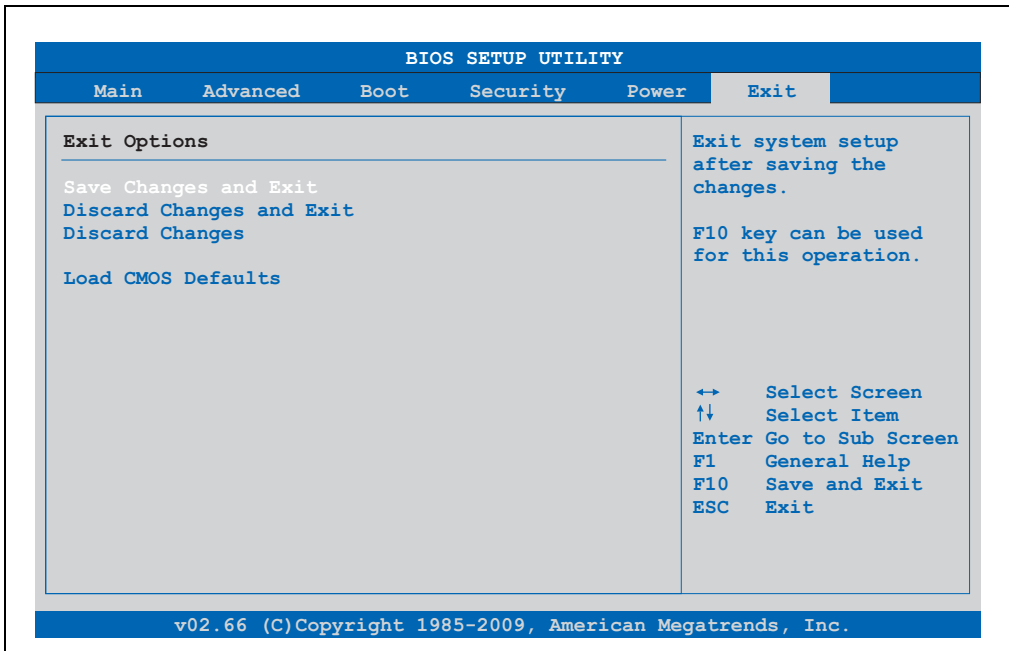 BIOS SETUP UTILITY
Main Advanced Boot Security Power Exit
Exit Options
Save Changes and Exit
Discard Changes and Exit
Discard Changes
Load CMOS Defaults
Exit system setup
after saving the
changes.
F10 key can be used
for this operation.
↔ Select Screen
↑↓ Select Item
Enter Go to Sub Screen
F1 General Help
F10 Save and Exit
ESC Exit
v02.66 (C)Copyright 1985-2009, American Megatrends, Inc.